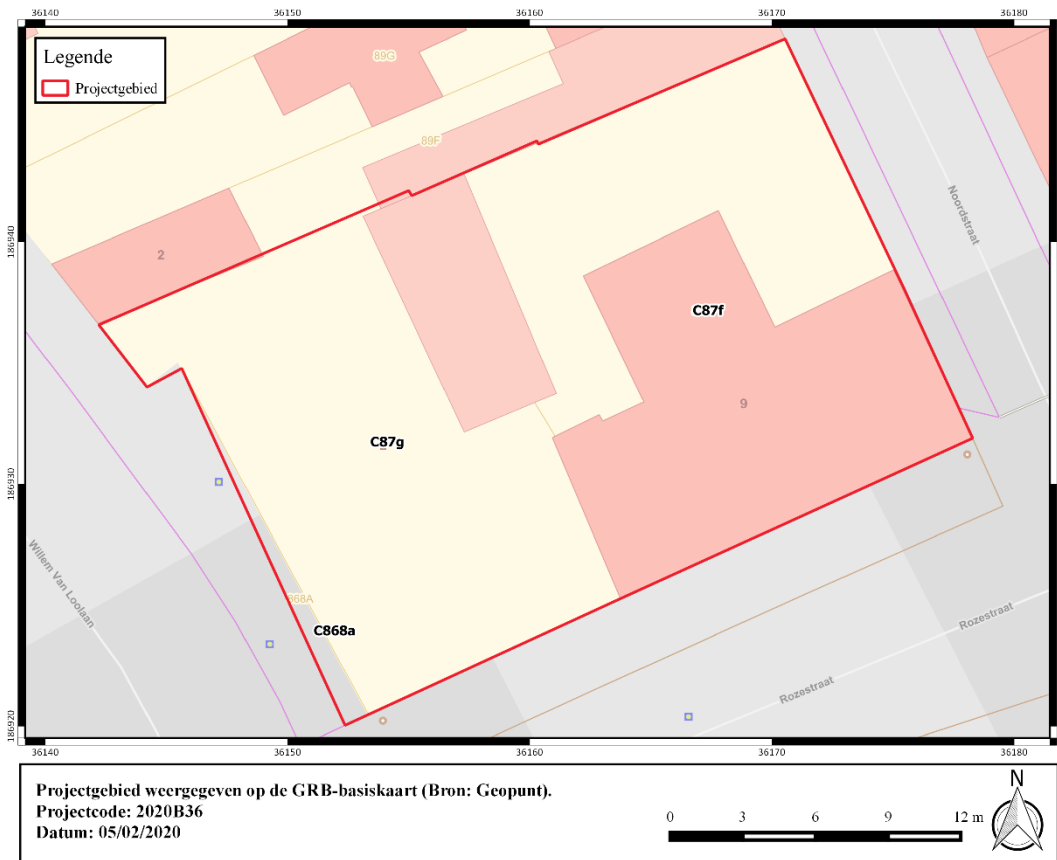 36140 36150 36160 36170 36180
Legende
Projectgebied
89G
89F
Noordstraat
186940
2
C87f
9
C87g
186930
Willem Van Loolaan
868A
C868a
Rozestraat
Rozestraat
186920
36140 36150 36160 36170 36180
Projectgebied weergegeven op de GRB-basiskaart (Bron: Geopunt).
Projectcode: 2020B36
Datum: 05/02/2020
0 3 6 9 12 m
N